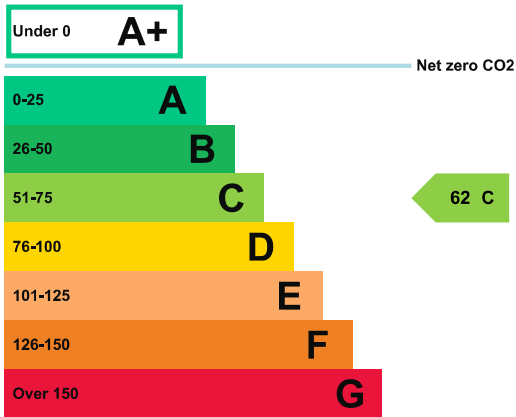 Under 0 A+
Net zero CO2
0-25 A
26-50 B
51-75 C
62 C
76-100 D
101-125 E
126-150 F
Over 150 G